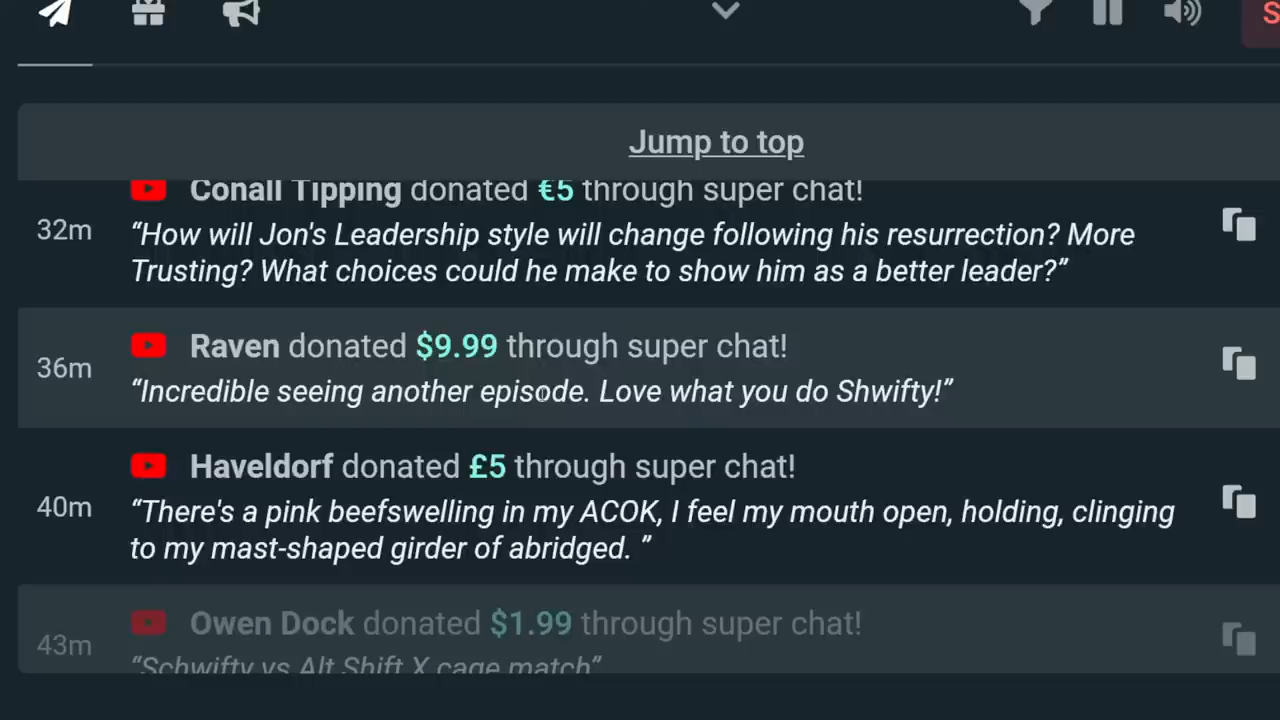 S
Jump to top
Conall Tipping donated €5 through super chat!
32m
“How will Jon's Leadership style will change following his resurrection? More
Trusting? What choices could he make to show him as a better leader?”
Raven donated $9.99 through super chat!
36m
“Incredible seeing another episode. Love what you do Shwifty!”
Haveldorf donated £5 through super chat!
40m
“There's a pink beefswelling in my ACOK, I feel my mouth open, holding, clinging
to my mast-shaped girder of abridged. ”
Owen Dock donated $1.99 through super chat!
43m
“Schwifty vs Alt Shift X cage match”